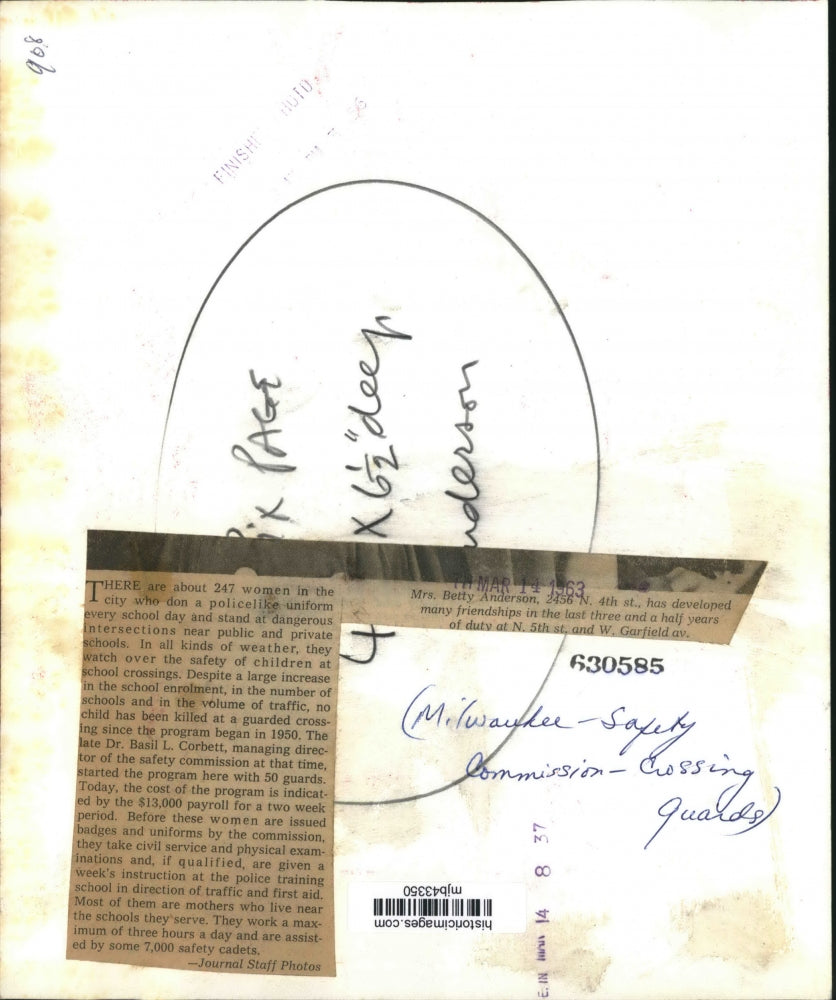 908
FINISH
PIX PAGE
4 X 6½" deep
THERE are about 247 women in the
city who don a policelike uniform
every school day and stand at dangerous
intersections near public and private
schools. In all kinds of weather, they
watch over the safety of children at
school crossings. Despite a large increase
in the school enrolment, in the number of
schools and in the volume of traffic, no
child has been killed at a guarded cross-
ing since the program began in 1950. The
late Dr. Basil L. Corbett, managing direc-
tor of the safety commission at that time,
started the program here with 50 guards.
Today, the cost of the program is indicat-
ed by the $13,000 payroll for a two week
period. Before these women are issued
badges and uniforms by the commission,
they take civil service and physical exam-
inations and, if qualified, are given a
week's instruction at the police training
school in direction of traffic and first aid.
Most of them are mothers who live near
the schools they serve. They work a max-
imum of three hours a day and are assist-
ed by some 7,000 safety cadets.
—Journal Staff Photos
MAR 14 1963
Mrs. Betty Anderson, 2456 N. 4th st., has developed
many friendships in the last three and a half years
of duty at N. 5th st. and W. Garfield av.
630585
(Milwaukee - Safety
Commission - Crossing
guards)
14 8 37
historicimages.com
mjb43350